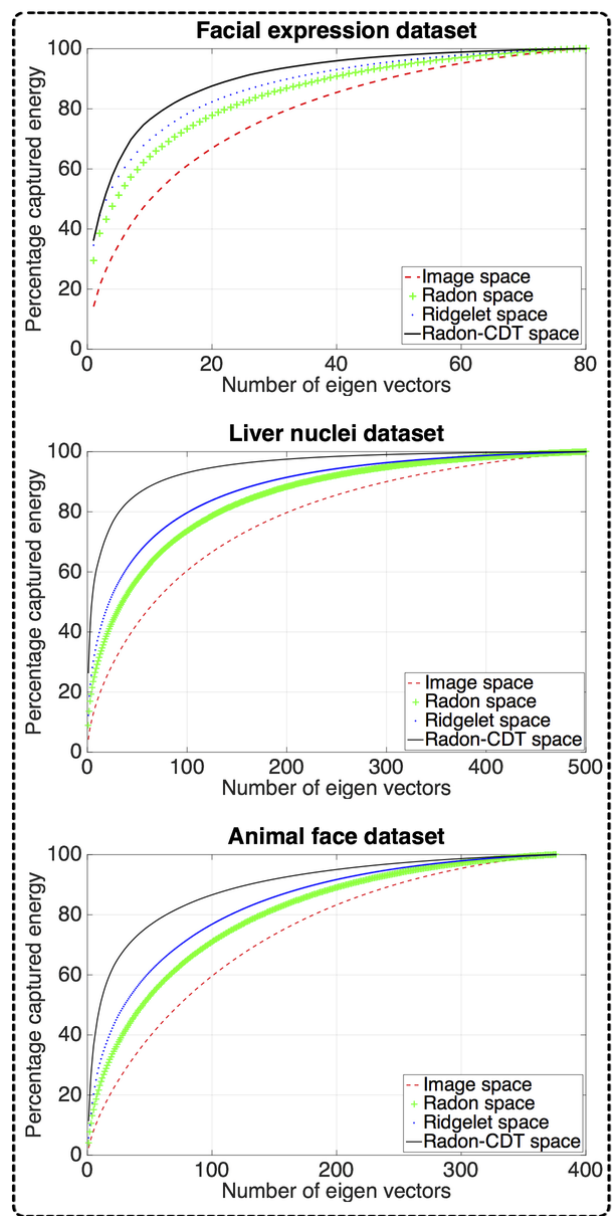 Facial expression dataset
100
80
60
40
20
0
Percentage captured energy
Image space
Radon space
Ridgelet space
Radon-CDT space
0 20 40 60 80
Number of eigen vectors
Liver nuclei dataset
100
80
60
40
20
0
Percentage captured energy
Image space
Radon space
Ridgelet space
Radon-CDT space
0 100 200 300 400 500
Number of eigen vectors
Animal face dataset
100
80
60
40
20
0
Percentage captured energy
Image space
Radon space
Ridgelet space
Radon-CDT space
0 100 200 300 400
Number of eigen vectors